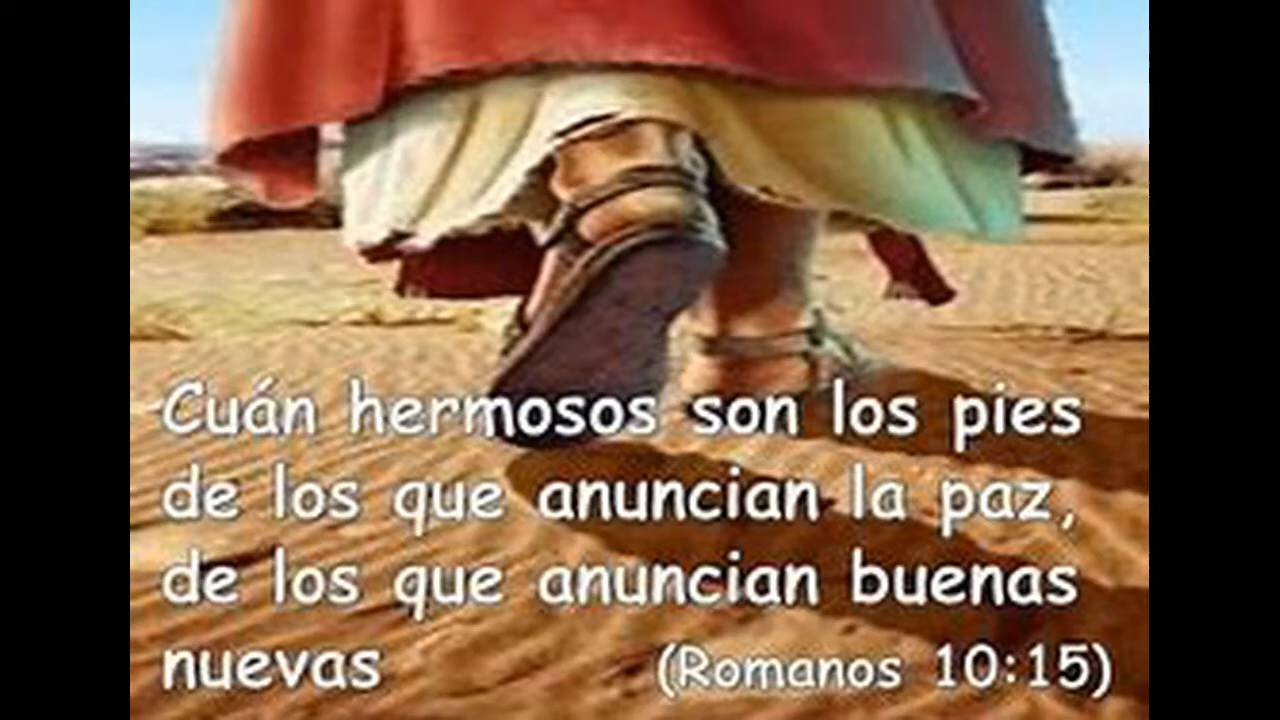 Cuán hermosos son los pies
de los que anuncian la paz,
de los que anuncian buenas
nuevas (Romanos 10:15)